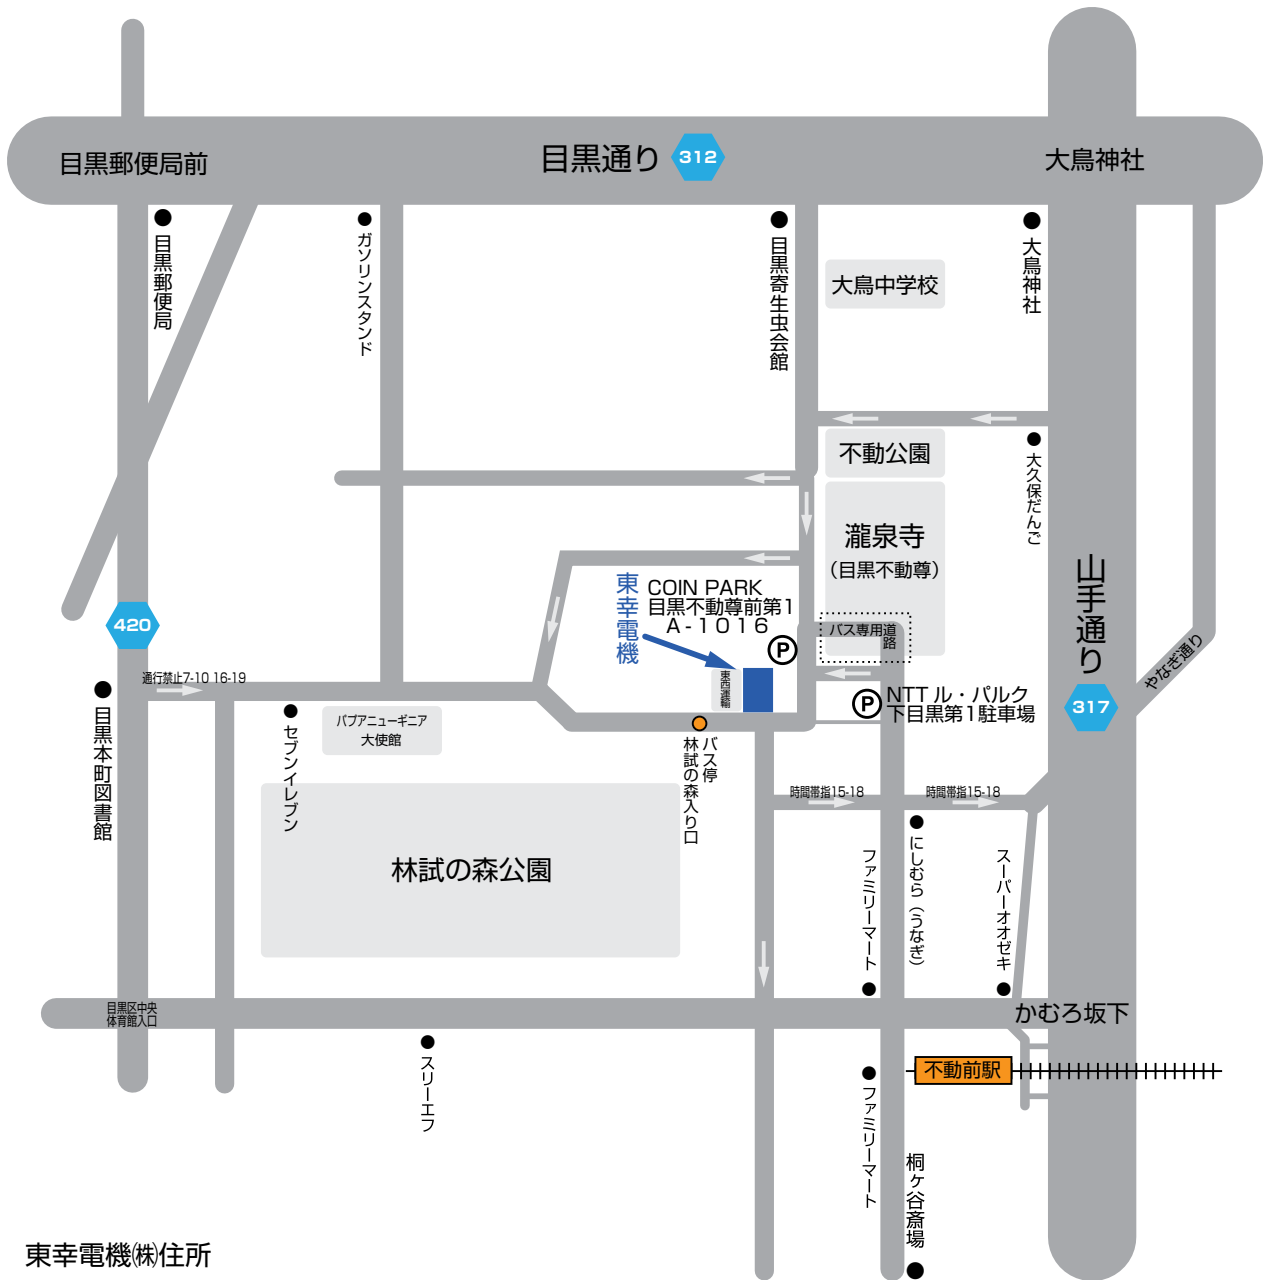 目黒郵便局前
目黒通り
312
大鳥神社
目黒郵便局
ガソリンスタンド
目黒寄生虫会館
大鳥中学校
大鳥神社
不動公園
大久保だんご
瀧泉寺
（目黒不動尊）
山手通り
317
やなぎ通り
東幸電機
COIN PARK
目黒不動尊前第1
A-1016
P
バス専用道路
420
通行禁止7-10 16-19
目黒本町図書館
セブンイレブン
パプアニューギニア
大使館
東西運輸
P
NTT ル・パルク
下目黒第1駐車場
バス停
林試の森入り口
時間帯指15-18
時間帯指15-18
林試の森公園
ファミリーマート
にしむら（うなぎ）
スーパーオオゼキ
目黒区中央
体育館入口
かむろ坂下
スリーエフ
不動前駅
ファミリーマート
桐ヶ谷斎場
東幸電機㈱住所